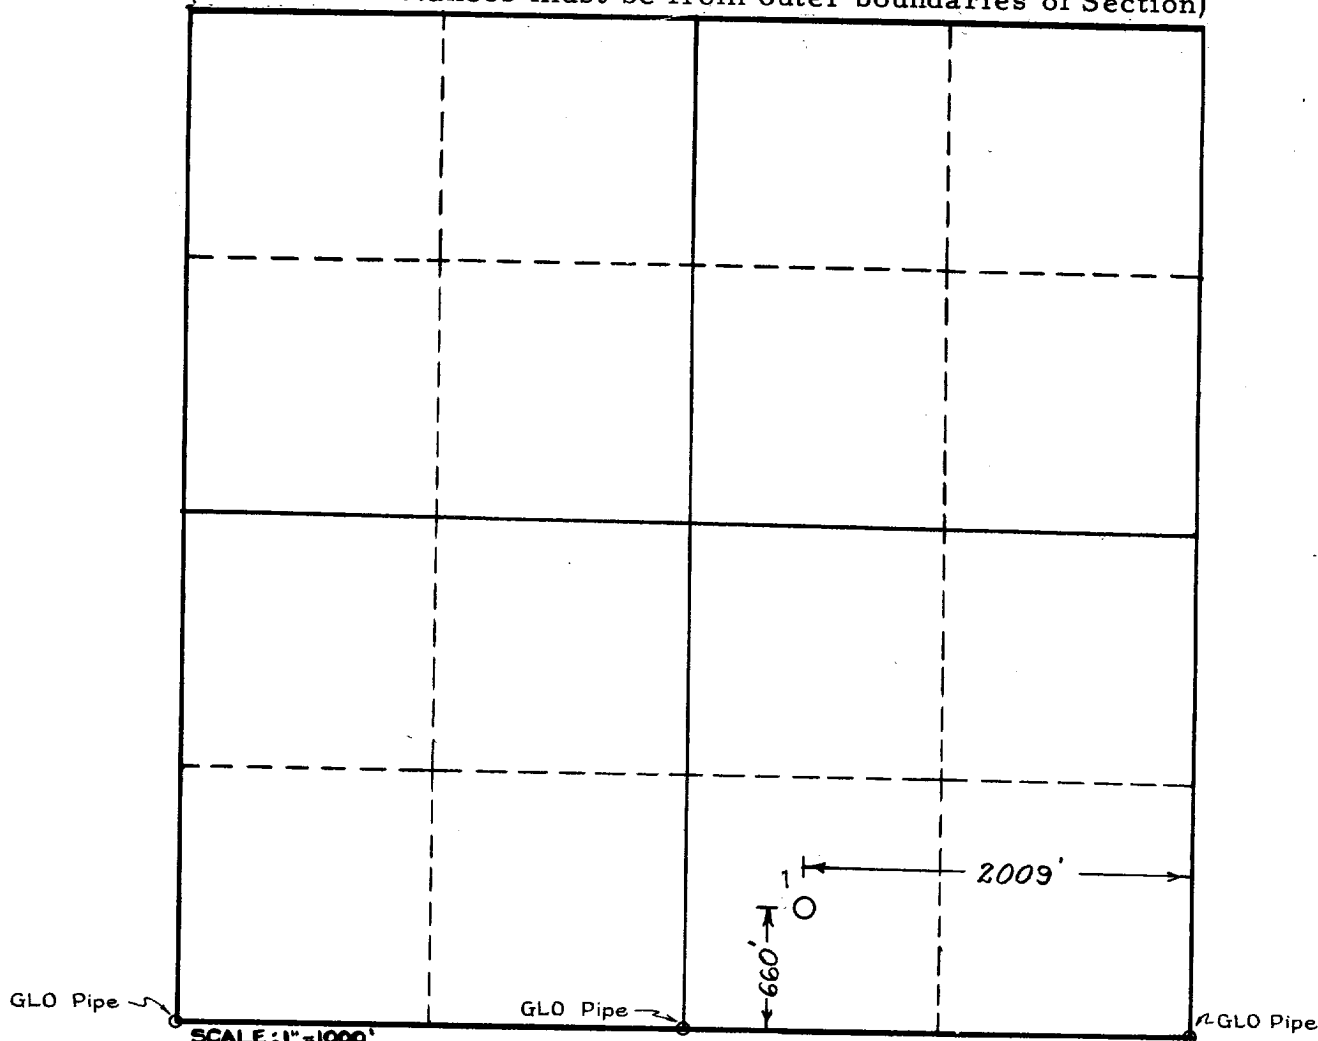 must be from outer boundaries of Section)
2009'
1
660'
GLO Pipe
GLO Pipe
GLO Pipe
SCALE: 1"=1000'